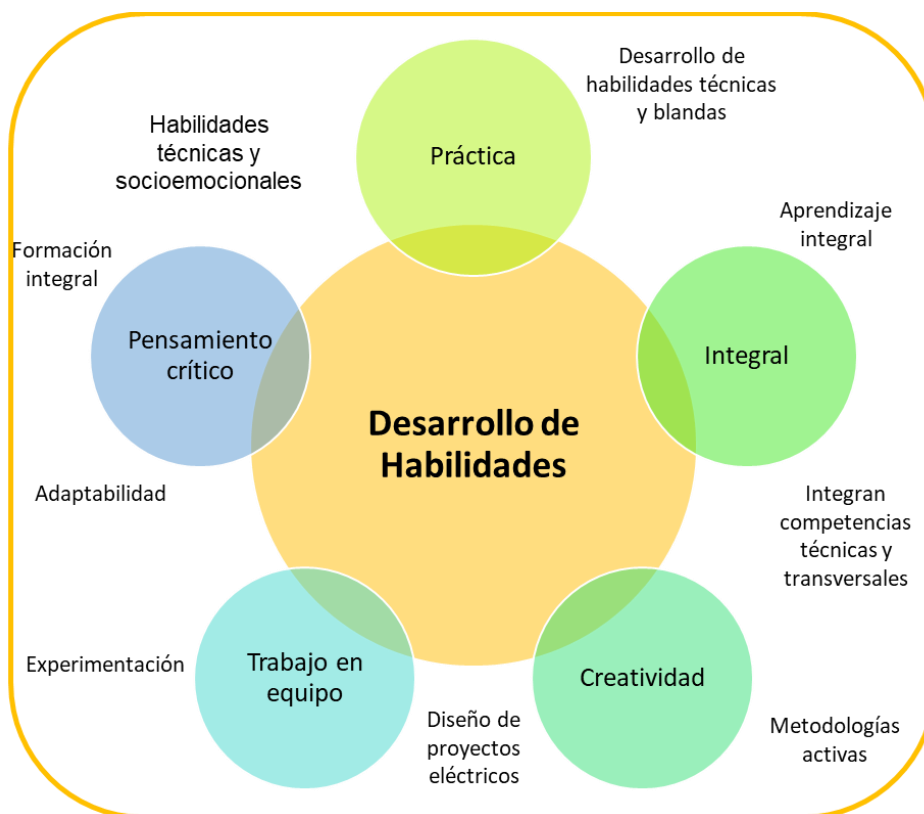 Desarrollo de
habilidades técnicas
y blandas
Habilidades
técnicas y
socioemocionales
Práctica
Aprendizaje
integral
Formación
integral
Pensamiento
crítico
Integral
Desarrollo de
Habilidades
Adaptabilidad
Integran
competencias
técnicas y
transversales
Experimentación
Trabajo en
equipo
Creatividad
Diseño de
proyectos
eléctricos
Metodologías
activas